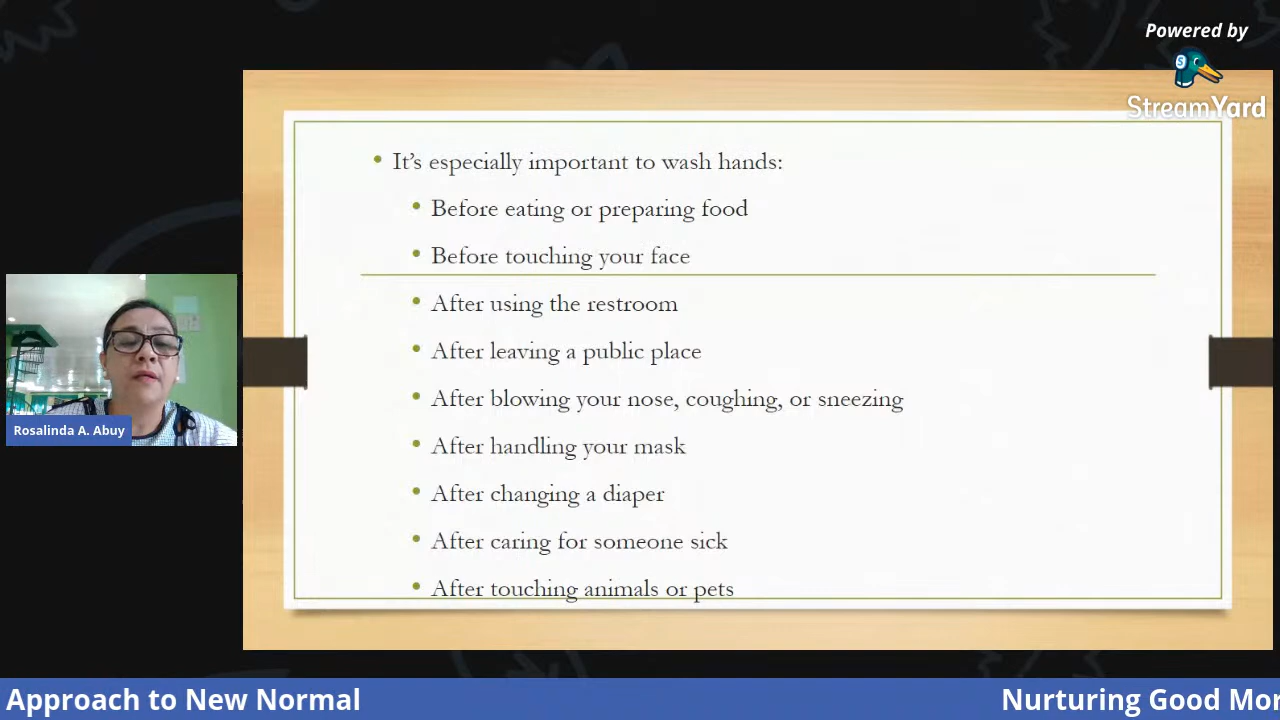 Powered by
StreamYard
It’s especially important to wash hands:
Before eating or preparing food
Before touching your face
After using the restroom
After leaving a public place
After blowing your nose, coughing, or sneezing
After handling your mask
After changing a diaper
After caring for someone sick
After touching animals or pets
Rosalinda A. Abuy
Approach to New Normal
Nurturing Good